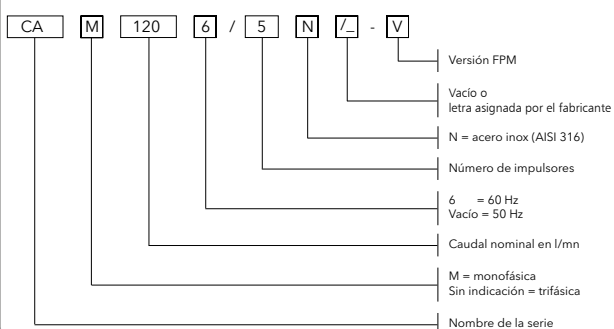 CA M 120 6 / 5 N /_ - V
Versión FPM
Vacío o
letra asignada por el fabricante
N = acero inox (AISI 316)
Número de impulsores
6 = 60 Hz
Vacío = 50 Hz
Caudal nominal en l/mn
M = monofásica
Sin indicación = trifásica
Nombre de la serie